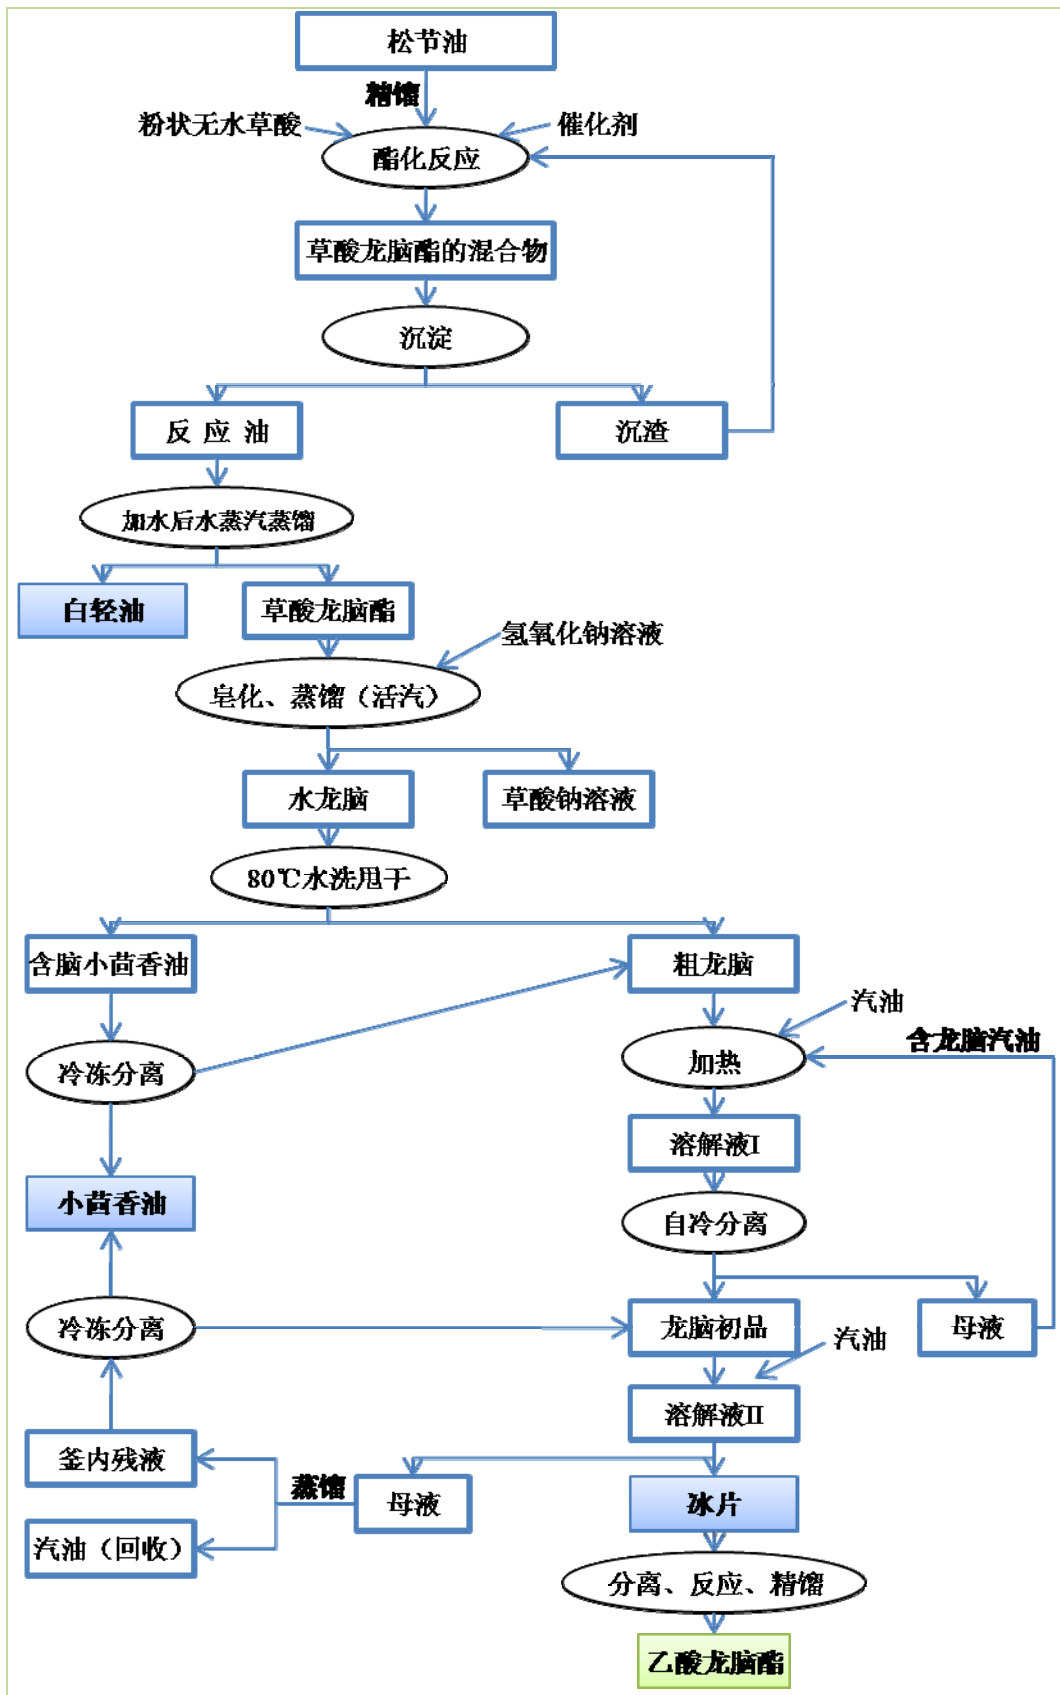 松节油
精馏
粉状无水草酸
催化剂
酯化反应
草酸龙脑酯的混合物
沉淀
反 应 油
沉渣
加水后水蒸汽蒸馏
白轻油
草酸龙脑酯
氢氧化钠溶液
皂化、蒸馏（活汽）
水龙脑
草酸钠溶液
80℃水洗甩干
含脑小茴香油
粗龙脑
汽油
含龙脑汽油
冷冻分离
加热
溶解液I
小茴香油
自冷分离
冷冻分离
龙脑初品
母液
汽油
溶解液II
釜内残液
蒸馏
母液
冰片
汽油（回收）
分离、反应、精馏
乙酸龙脑酯